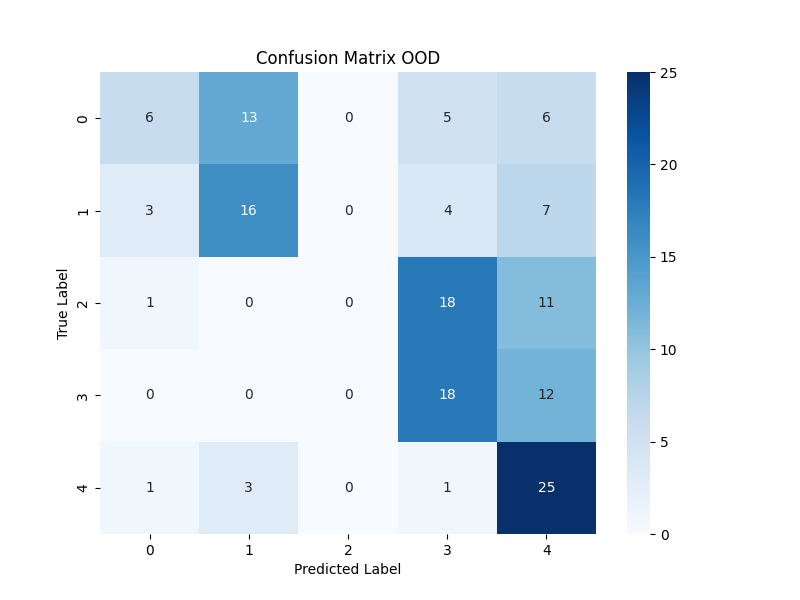 Confusion Matrix OOD
True Label
0 6 13 0 5 6
1 3 16 0 4 7
2 1 0 0 18 11
3 0 0 0 18 12
4 1 3 0 1 25
0 1 2 3 4
Predicted Label
25
20
15
10
5
0